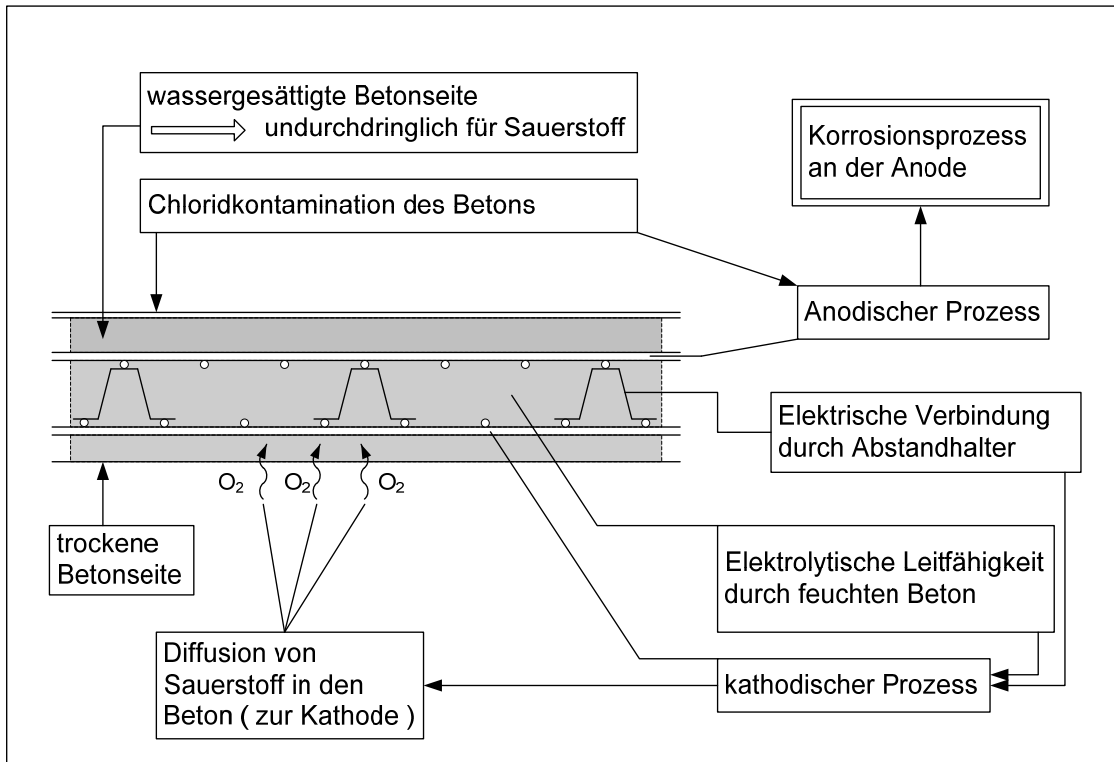 wassergesättigte Betonseite
undurchdringlich für Sauerstoff
Korrosionsprozess
an der Anode
Chloridkontamination des Betons
Anodischer Prozess
Elektrische Verbindung
durch Abstandhalter
O₂ O₂ O₂
trockene
Betonseite
Elektrolytische Leitfähigkeit
durch feuchten Beton
Diffusion von
Sauerstoff in den
Beton ( zur Kathode )
kathodischer Prozess